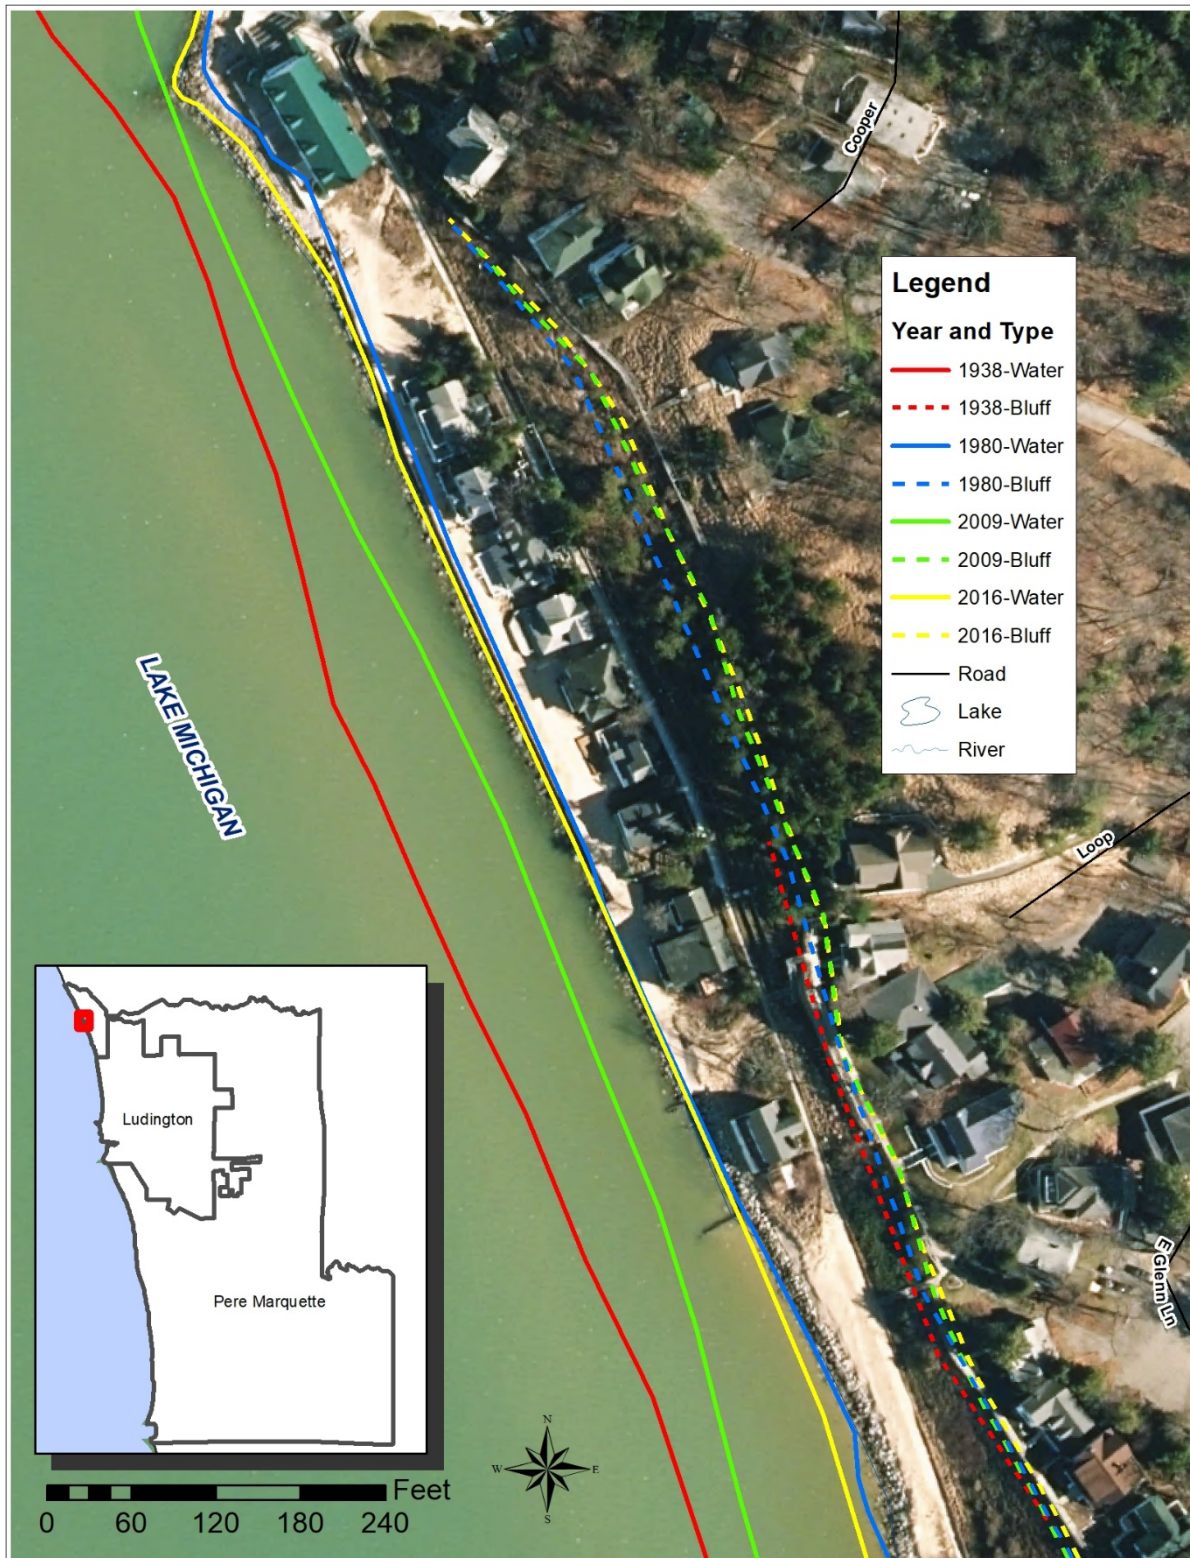 Cooper
Legend
Year and Type
1938-Water
1938-Bluff
1980-Water
1980-Bluff
2009-Water
2009-Bluff
2016-Water
2016-Bluff
Road
Lake
River
LAKE MICHIGAN
Loop
E Glenn Ln
Ludington
Pere Marquette
N
W E
S
Feet
0 60 120 180 240